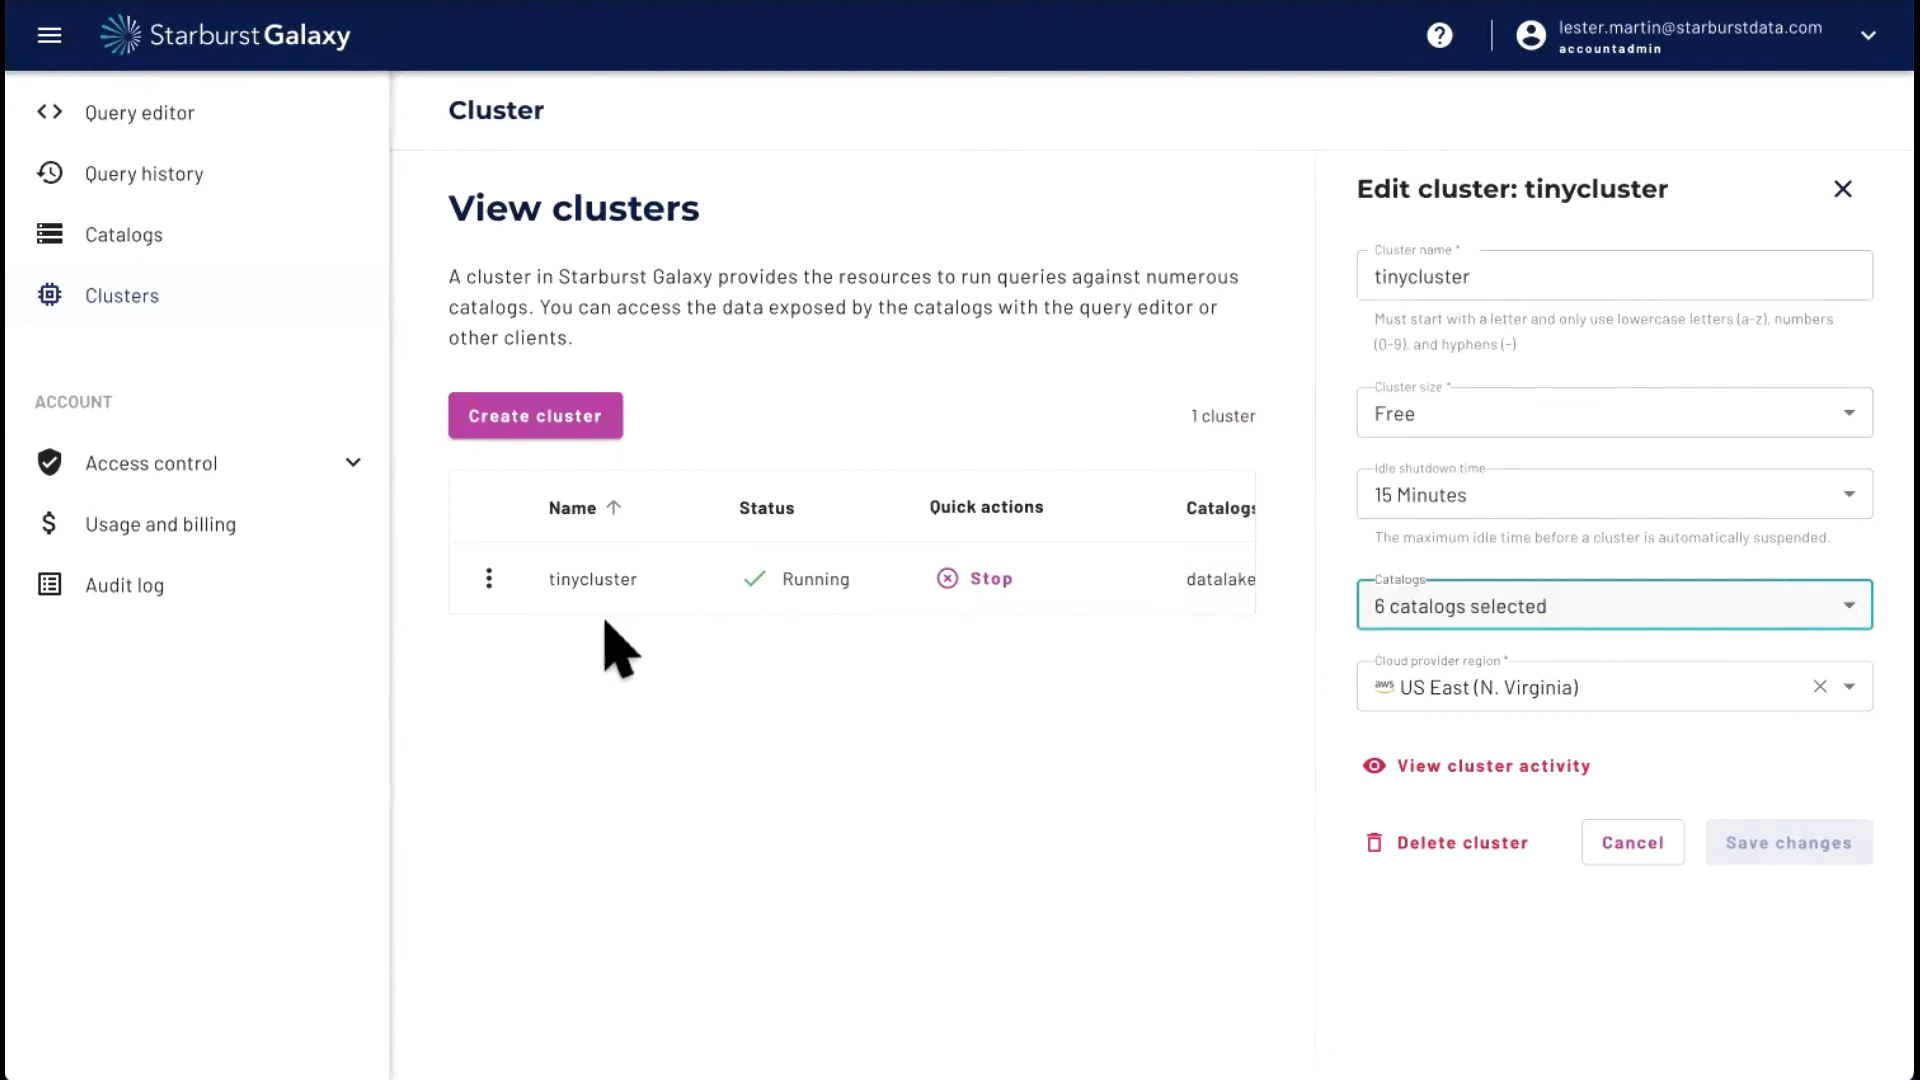 Starburst Galaxy
lester.martin@starburstdata.com
accountadmin
Query editor
Query history
Catalogs
Clusters
ACCOUNT
Access control
Usage and billing
Audit log
Cluster
View clusters
A cluster in Starburst Galaxy provides the resources to run queries against numerous
catalogs. You can access the data exposed by the catalogs with the query editor or
other clients.
Create cluster
1 cluster
Name Status Quick actions Catalogs
tinycluster Running Stop datalake
Edit cluster: tinycluster
Cluster name *
tinycluster
Must start with a letter and only use lowercase letters (a-z), numbers
(0-9), and hyphens (-)
Cluster size *
Free
Idle shutdown time
15 Minutes
The maximum idle time before a cluster is automatically suspended.
Catalogs
6 catalogs selected
Cloud provider region *
aws US East (N. Virginia)
View cluster activity
Delete cluster
Cancel
Save changes